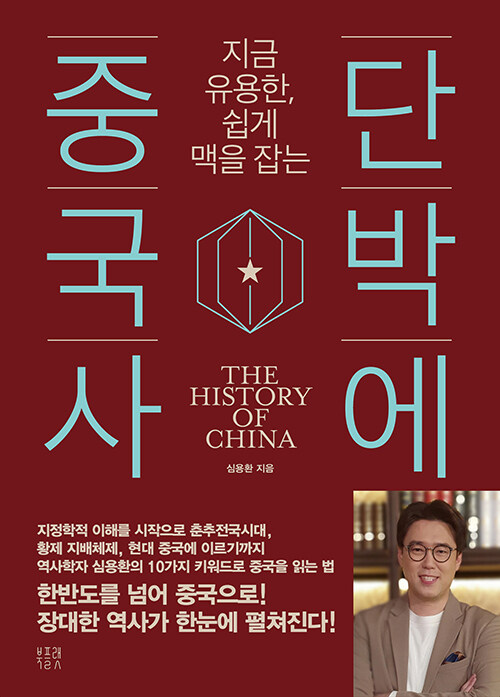 단박에
중국사
지금
유용한,
쉽게
맥을 잡는
THE
HISTORY
OF
CHINA
심용환 지음
지정학적 이해를 시작으로 춘추전국시대,
황제 지배체제, 현대 중국에 이르기까지
역사학자 심용환의 10가지 키워드로 중국을 읽는 법
한반도를 넘어 중국으로!
장대한 역사가 한눈에 펼쳐진다!
북플랫